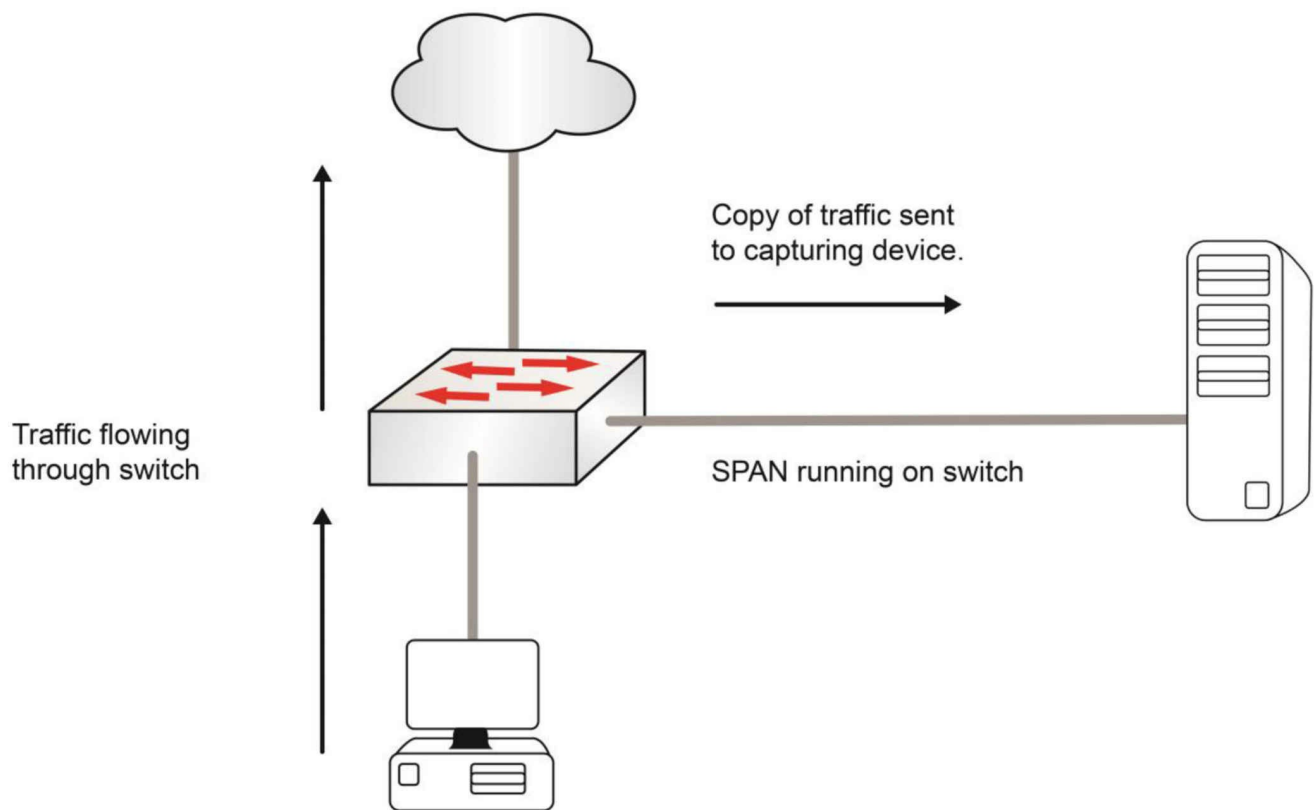 Copy of traffic sent
to capturing device.
Traffic flowing
through switch
SPAN running on switch